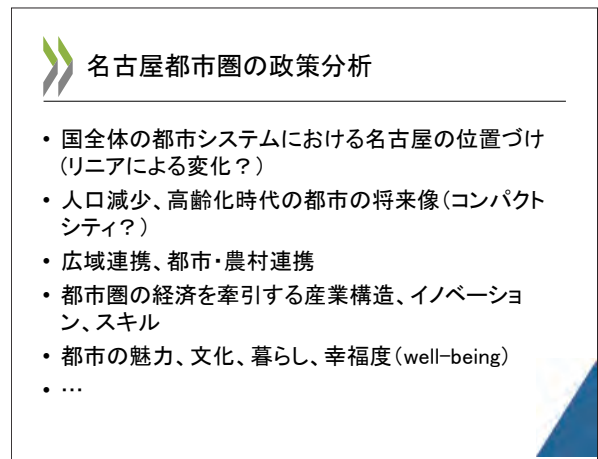 名古屋都市圏の政策分析
• 国全体の都市システムにおける名古屋の位置づけ
(リニアによる変化？)
• 人口減少、高齢化時代の都市の将来像(コンパクト
シティ？)
• 広域連携、都市・農村連携
• 都市圏の経済を牽引する産業構造、イノベーショ
ン、スキル
• 都市の魅力、文化、暮らし、幸福度(well-being)
• …